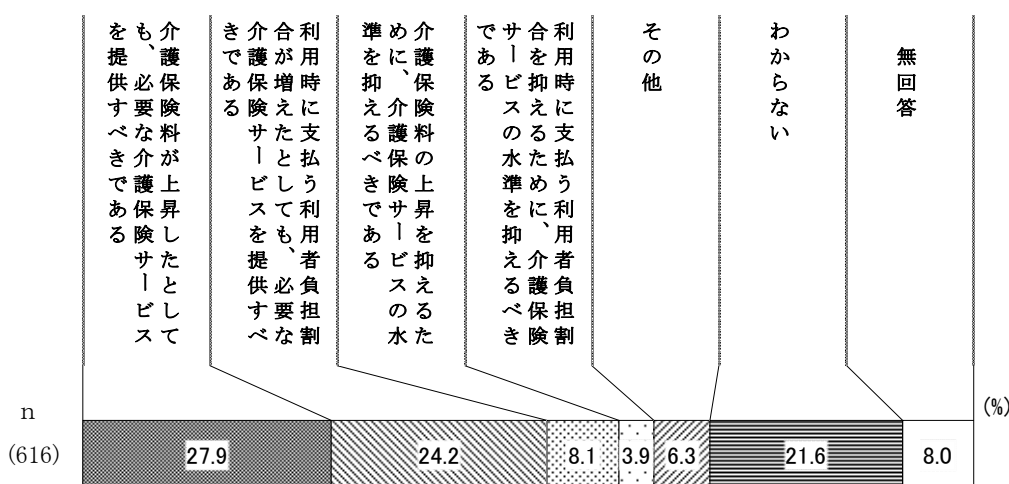 介護保険料が上昇したとして
も、必要な介護保険サービス
を提供すべきである
利用時に支払う利用者負担割
合が増えたとしても、必要な
介護保険サービスを提供すべ
きである
介護保険料の上昇を抑えるた
めに、介護保険サービスの水
準を抑えるべきである
利用時に支払う利用者負担割
合を抑えるために、介護保険
サービスの水準を抑えるべき
である
その他
わからない
無回答
(%)
n
(616)
27.9
24.2
8.1
3.9
6.3
21.6
8.0